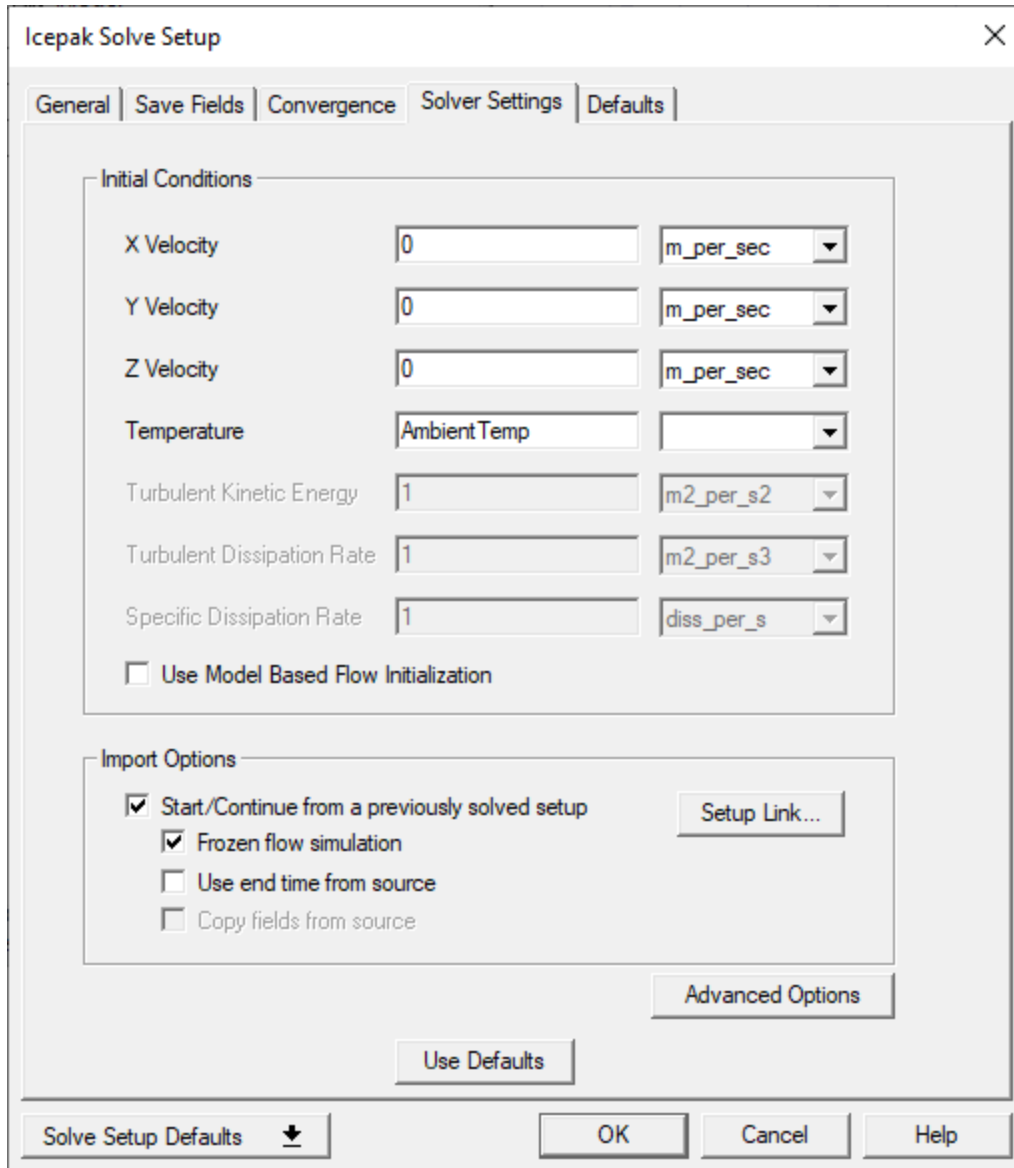 Icepak Solve Setup
General Save Fields Convergence Solver Settings Defaults
Initial Conditions
X Velocity 0 m_per_sec
Y Velocity 0 m_per_sec
Z Velocity 0 m_per_sec
Temperature AmbientTemp
Turbulent Kinetic Energy 1 m2_per_s2
Turbulent Dissipation Rate 1 m2_per_s3
Specific Dissipation Rate 1 diss_per_s
Use Model Based Flow Initialization
Import Options
Start/Continue from a previously solved setup Setup Link...
Frozen flow simulation
Use end time from source
Copy fields from source
Advanced Options
Use Defaults
Solve Setup Defaults OK Cancel Help